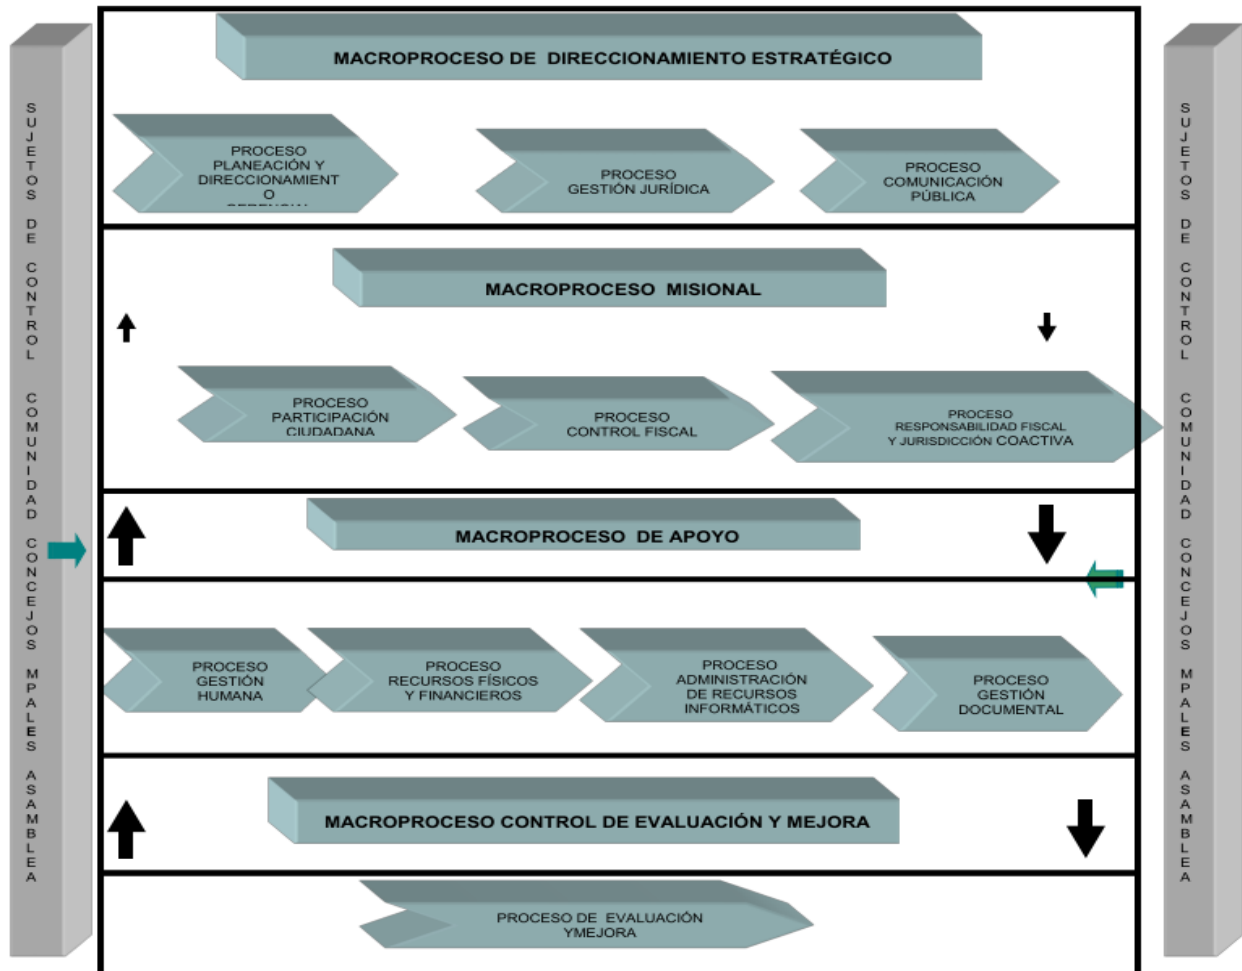 MACROPROCESO DE DIRECCIONAMIENTO ESTRATÉGICO
PROCESO
PLANEACIÓN Y
DIRECCIONAMIENT
O
PROCESO
GESTIÓN JURÍDICA
PROCESO
COMUNICACIÓN
PÚBLICA
MACROPROCESO MISIONAL
PROCESO
PARTICIPACIÓN
CIUDADANA
PROCESO
CONTROL FISCAL
PROCESO
RESPONSABILIDAD FISCAL
Y JURISDICCIÓN COACTIVA
MACROPROCESO DE APOYO
PROCESO
GESTIÓN
HUMANA
PROCESO
RECURSOS FÍSICOS
Y FINANCIEROS
PROCESO
ADMINISTRACIÓN
DE RECURSOS
INFORMÁTICOS
PROCESO
GESTIÓN
DOCUMENTAL
MACROPROCESO CONTROL DE EVALUACIÓN Y MEJORA
PROCESO DE EVALUACIÓN
YMEJORA
SUJETOS DE CONTROL COMUNIDAD CONCEJOS MPALES ASAMBLEA
SUJETOS DE CONTROL COMUNIDAD CONCEJOS MPALES ASAMBLEA